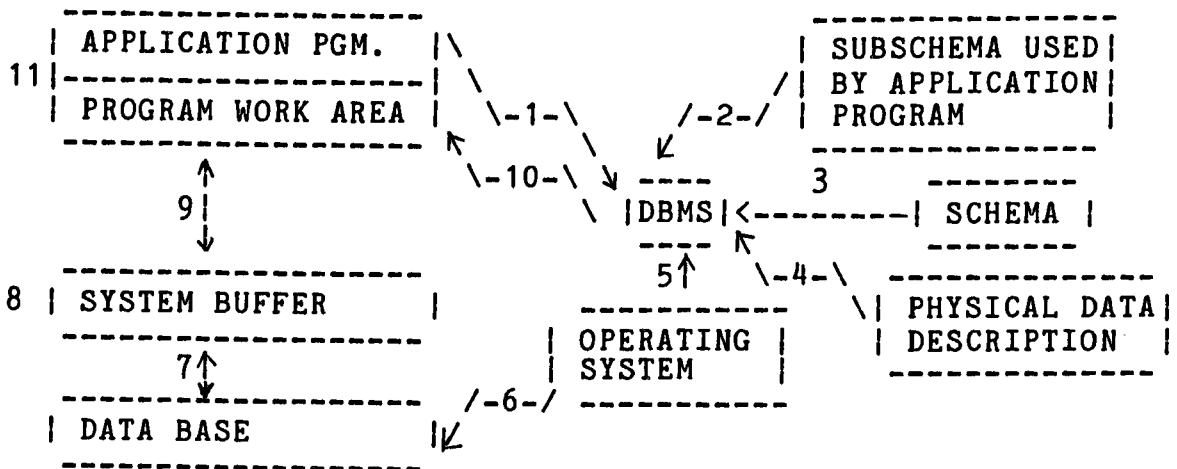 APPLICATION PGM.
11
PROGRAM WORK AREA
1
10
2
SUBSCHEMA USED
BY APPLICATION
PROGRAM
9
DBMS
3
SCHEMA
8 SYSTEM BUFFER
5
4
PHYSICAL DATA
DESCRIPTION
OPERATING
SYSTEM
7
6
DATA BASE